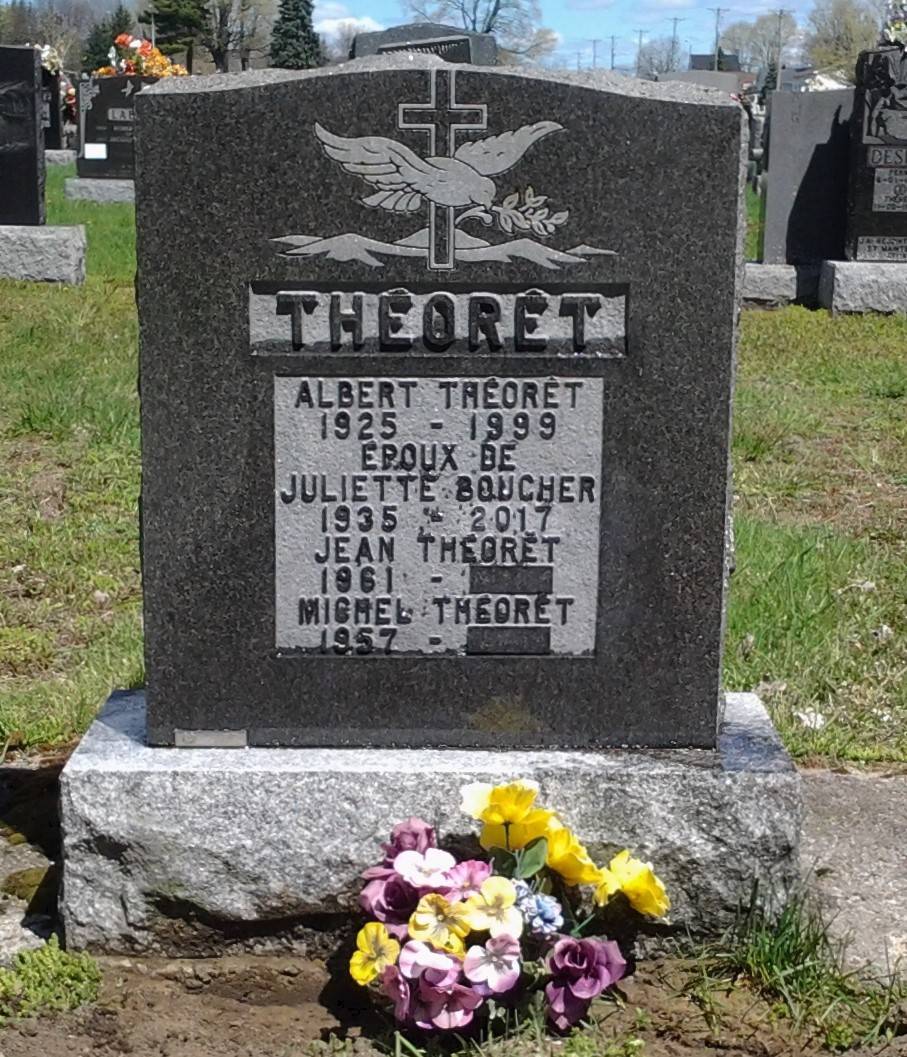 THÉORÊT
ALBERT THÉORÊT
1925 - 1999
ÉPOUX DE
JULIETTE BOUCHER
1935 - 2017
JEAN THÉORÊT
1961 -
MICHEL THÉORÊT
1957 -